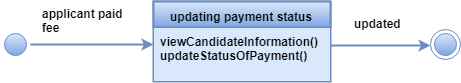 applicant paid
fee
updating payment status
viewCandidateInformation()
updateStatusOfPayment()
updated